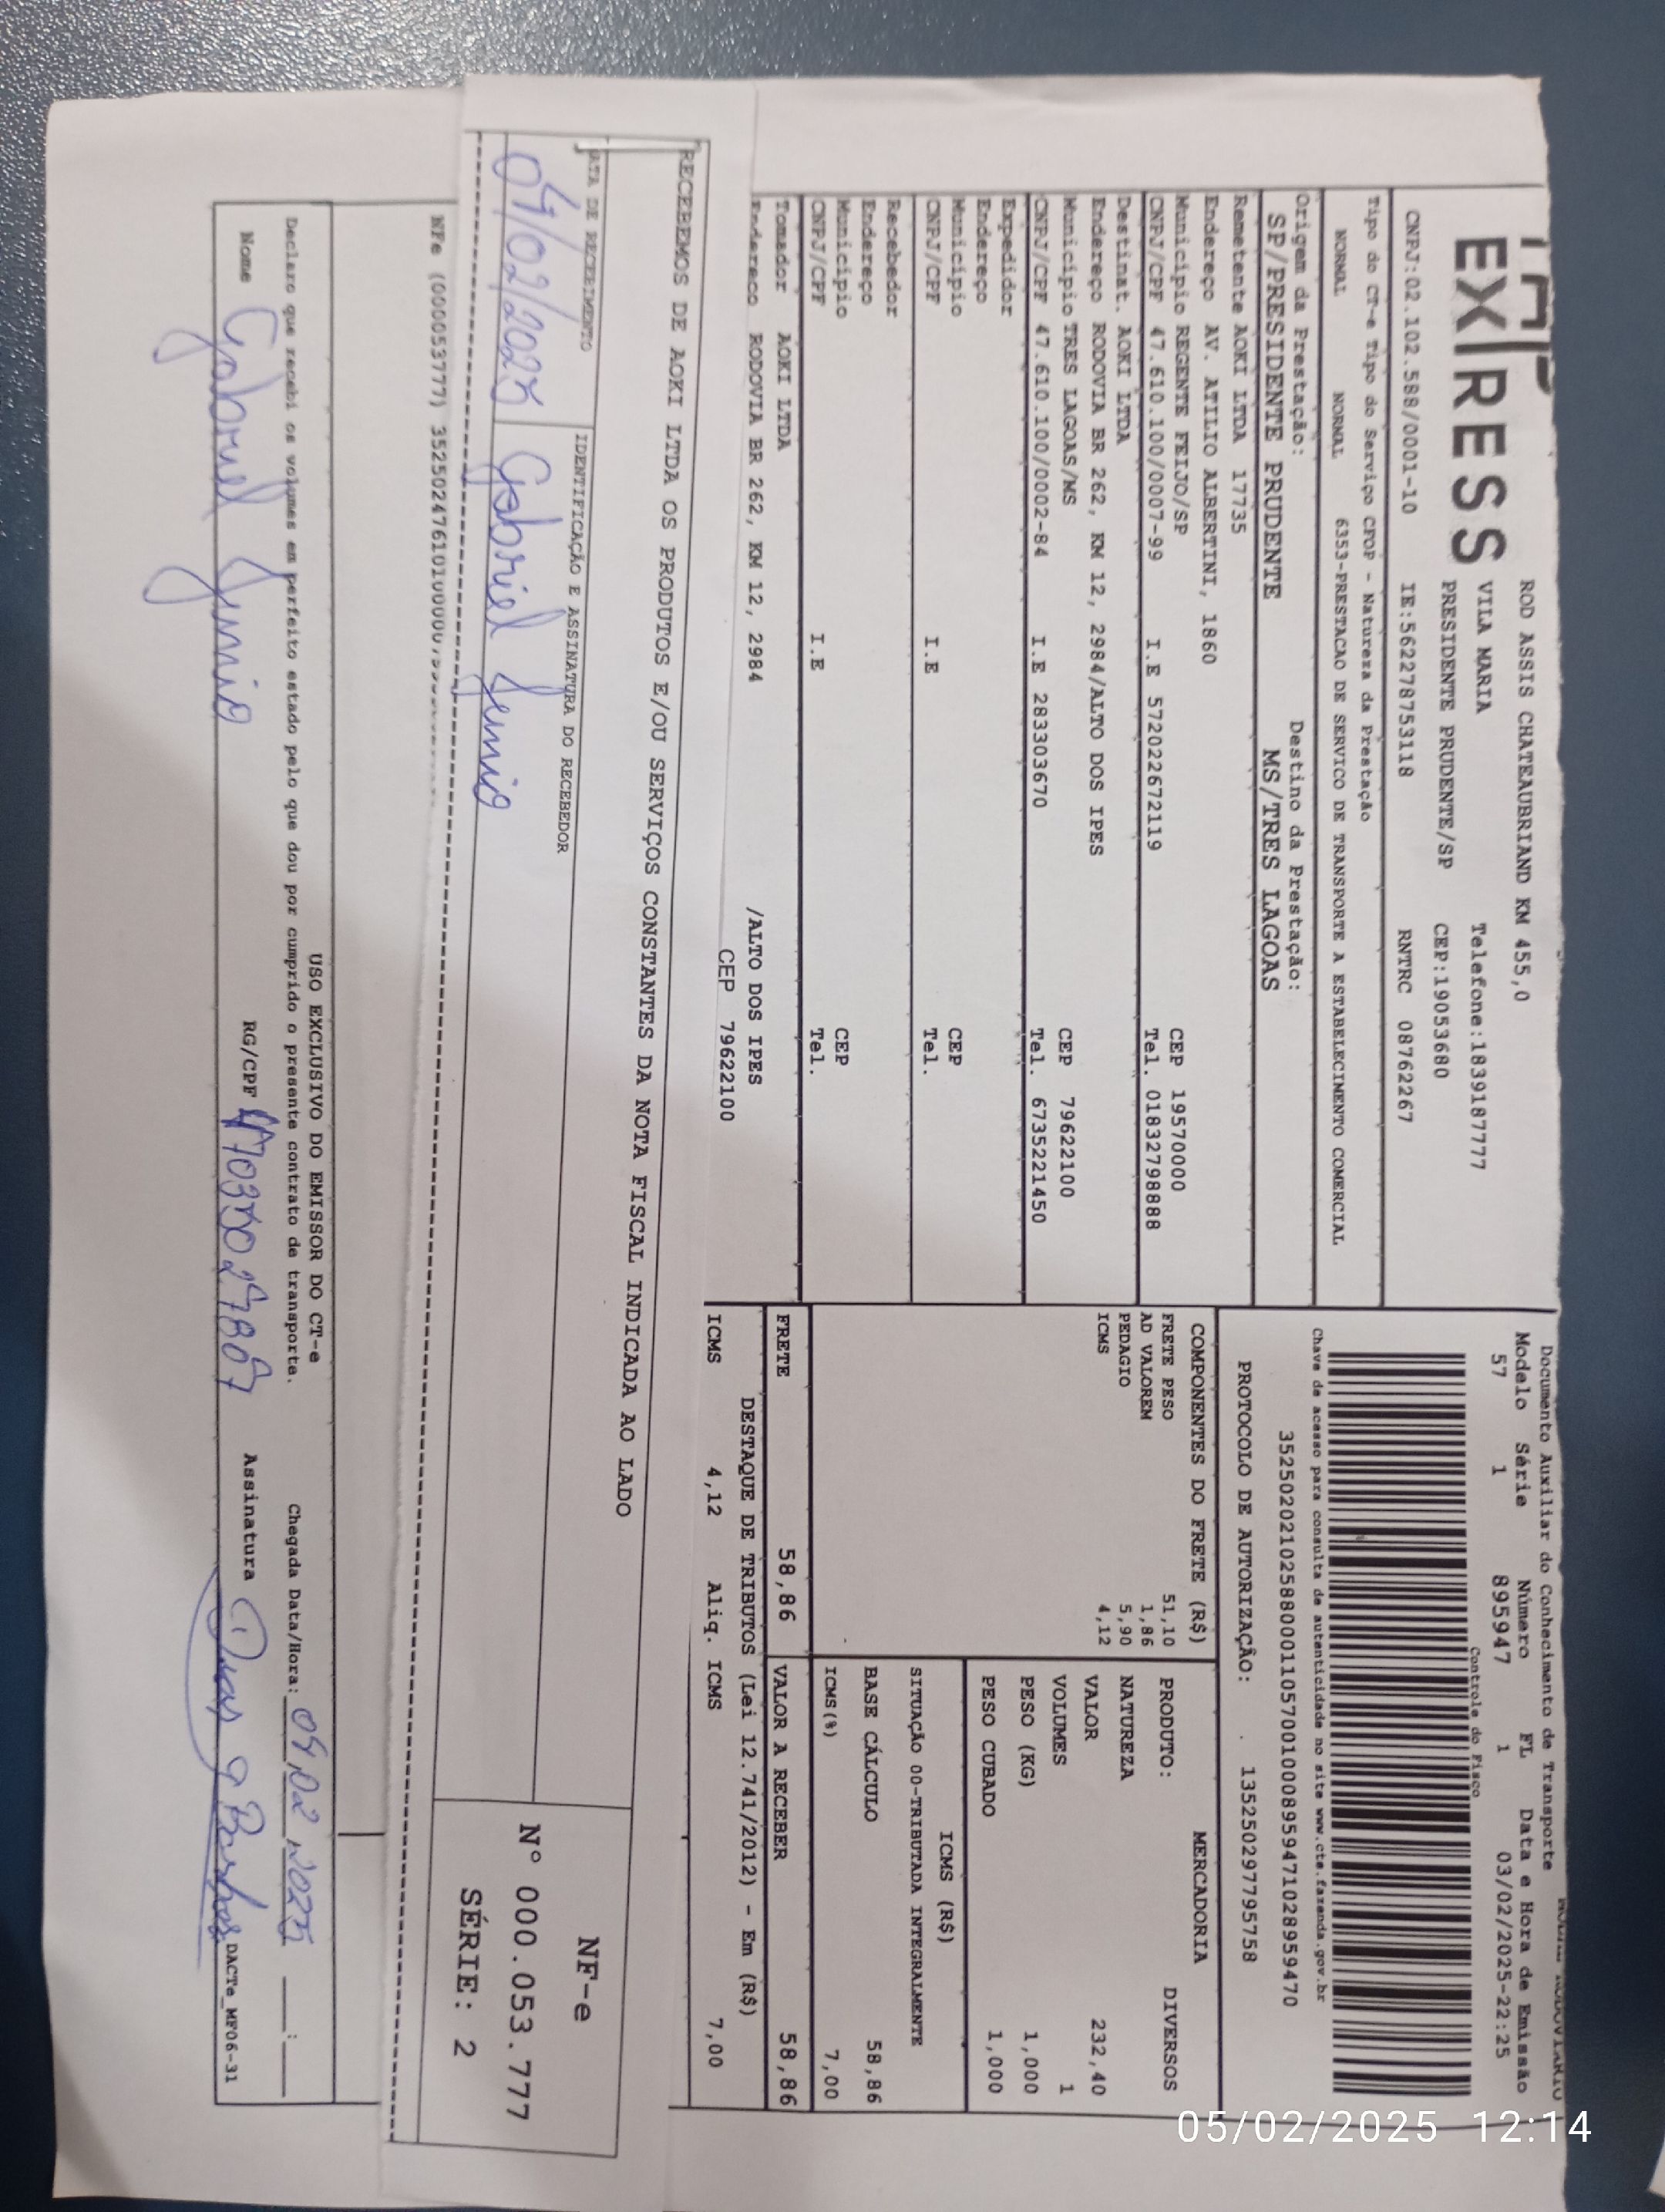 EXPRESS
ROD ASSIS CHATEAUBRIAND KM 455,0
VILA MARIA
Telefone:1839187777
PRESIDENTE PRUDENTE/SP
CEP:19053680
CNPJ:02.102.588/0001-10
IE:562278753118
RNTRC 08762267
Tipo do CT-e Tipo do Serviço CFOP - Natureza da Prestação
NORMAL NORMAL 6353-PRESTACAO DE SERVICO DE TRANSPORTE A ESTABELECIMENTO COMERCIAL
Origem da Prestação: Destino da Prestação:
SP/PRESIDENTE PRUDENTE MS/TRES LAGOAS
Documento Auxiliar do Conhecimento de Transporte
Modelo Série Número FL Data e Hora de Emissão
57 1 895947 1 03/02/2025-22:25
Controle do Fisco
Chave de acesso para consulta de autenticidade no site www.cte.fazenda.gov.br
PROTOCOLO DE AUTORIZAÇÃO: 135250297795758
Remetente AOKI LTDA 17735
Endereço AV. ATILIO ALBERTINI, 1860
Município REGENTE FEIJO/SP CEP 19570000
CNPJ/CPF 47.610.100/0007-99 I.E 572022672119 Tel. 01832798888
Destinat. AOKI LTDA
Endereço RODOVIA BR 262, KM 12, 2984/ALTO DOS IPES
Município TRES LAGOAS/MS CEP 79622100
CNPJ/CPF 47.610.100/0002-84 I.E 283303670 Tel. 6735221450
Expedidor
Endereço
Município CEP
CNPJ/CPF I.E Tel.
Recebedor
Endereço
Município CEP
CNPJ/CPF I.E Tel.
Tomador AOKI LTDA
Endereco RODOVIA BR 262, KM 12, 2984 /ALTO DOS IPES
CEP 79622100
COMPONENTES DO FRETE (R$)
FRETE PESO 51,10
AD VALOREM 1,86
PEDAGIO 5,90
ICMS 4,12
MERCADORIA
PRODUTO: DIVERSOS
NATUREZA
VALOR 232,40
VOLUMES 1
PESO (KG) 1,000
PESO CUBADO 1,000
ICMS (R$)
SITUAÇÃO 00-TRIBUTADA INTEGRALMENTE
BASE CÁLCULO 58,86
ICMS(%) 7,00
FRETE 58,86 VALOR A RECEBER 58,86
DESTAQUE DE TRIBUTOS (Lei 12.741/2012) - Em (R$)
ICMS 4,12 Aliq. ICMS 7,00
RECEBEMOS DE AOKI LTDA OS PRODUTOS E/OU SERVIÇOS CONSTANTES DA NOTA FISCAL INDICADA AO LADO
ATA DE RECEBIMENTO IDENTIFICAÇÃO E ASSINATURA DO RECEBEDOR
04/02/2025 Gabriel Junio
NF-e
Nº 000.053.777
SÉRIE: 2
NFe (000053777)
USO EXCLUSIVO DO EMISSOR DO CT-e
Declaro que recebi os volumes em perfeito estado pelo que dou por cumprido o presente contrato de transporte.
Chegada Data/Hora: 04/02/2025 ___:___
Nome Gabriel Junio RG/CPF Assinatura
DACTe_MF06-31
05/02/2025 12:14